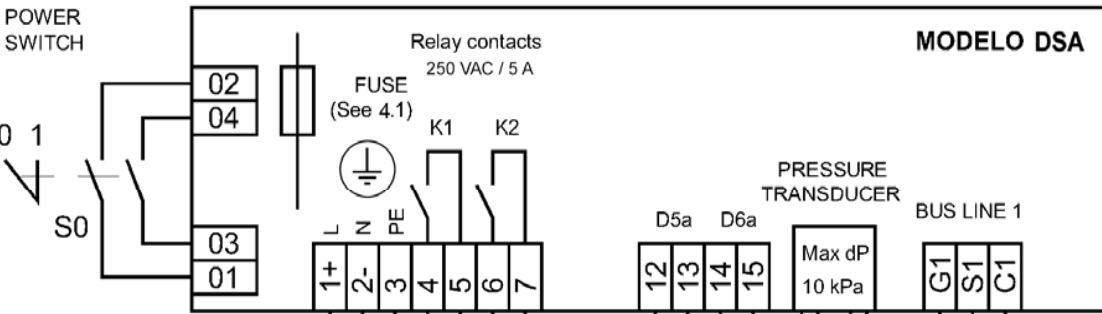 POWER
SWITCH
02
04
0 1
S0
03
01
FUSE
(See 4.1)
Relay contacts
250 VAC / 5 A
K1
K2
MODELO DSA
L
N
PE
1+
2-
3
4
5
6
7
D5a
D6a
12
13
14
15
PRESSURE
TRANSDUCER
Max dP
10 kPa
BUS LINE 1
G1
S1
C1